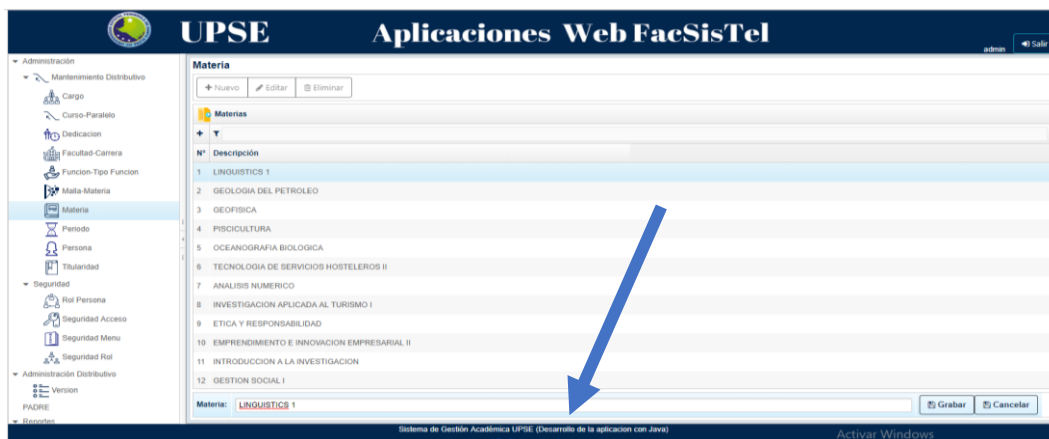 UPSE Aplicaciones Web FacSisTel
admin Salir
Administración
Mantenimiento Distributivo
Cargo
Curso-Paralelo
Dedicacion
Facultad-Carrera
Funcion-Tipo Funcion
Malla-Materia
Materia
Periodo
Persona
Titularidad
Seguridad
Rol Persona
Seguridad Acceso
Seguridad Menu
Seguridad Rol
Administración Distributivo
Version
PADRE
Reportes
Materia
Nuevo Editar Eliminar
Materias
Nº Descripción
1 LINGUISTICS 1
2 GEOLOGIA DEL PETROLEO
3 GEOFISICA
4 PISCICULTURA
5 OCEANOGRAFIA BIOLOGICA
6 TECNOLOGIA DE SERVICIOS HOSTELEROS II
7 ANALISIS NUMERICO
8 INVESTIGACION APLICADA AL TURISMO I
9 ETICA Y RESPONSABILIDAD
10 EMPRENDIMIENTO E INNOVACION EMPRESARIAL II
11 INTRODUCCION A LA INVESTIGACION
12 GESTION SOCIAL I
Materia: LINGUISTICS 1 Grabar Cancelar
Sistema de Gestión Académica UPSE (Desarrollo de la aplicacion con Java)
Activar Windows